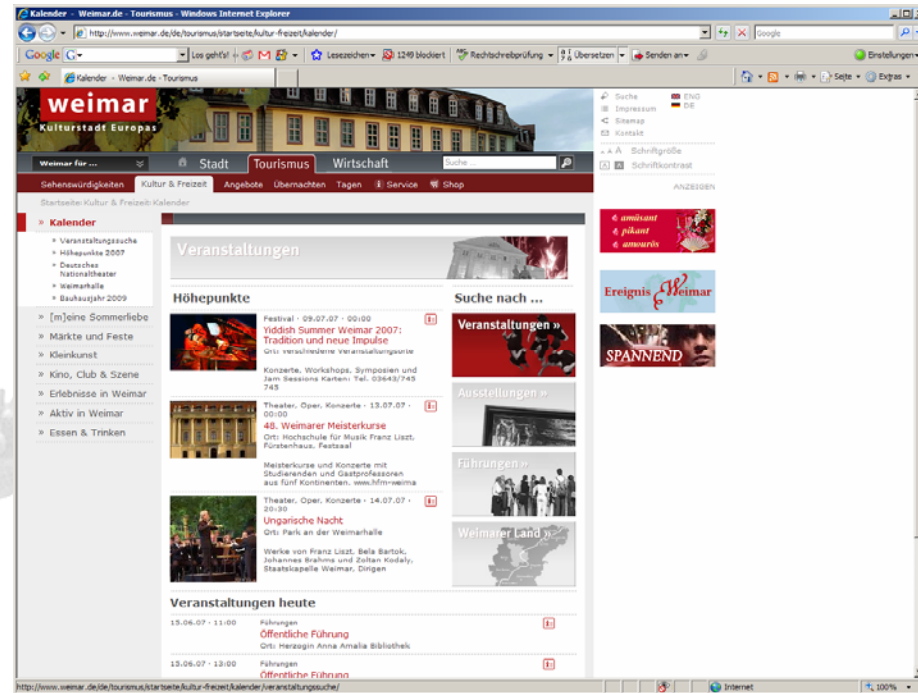 Kalender - Weimar.de - Tourismus - Windows Internet Explorer
http://www.weimar.de/de/tourismus/startseite/kultur-freizeit/kalender/
Google
Google G Los geht's! Lesezeichen 1249 blockiert Rechtschreibprüfung Übersetzen Senden an Einstellungen
Kalender - Weimar.de - Tourismus
Seite Extras
weimar
Kulturstadt Europas
Suche ENG
Impressum DE
Sitemap
Kontakt
A A Schriftgröße
A A Schriftkontrast
ANZEIGEN
Weimar für ... Stadt Tourismus Wirtschaft Suche ...
Sehenswürdigkeiten Kultur & Freizeit Angebote Übernachten Tagen Service Shop
Startseite: Kultur & Freizeit: Kalender
» Kalender
» Veranstaltungssuche
» Höhepunkte 2007
» Deutsches
Nationaltheater
» Weimarhalle
» Bauhausjahr 2009
» [m]eine Sommerliebe
» Märkte und Feste
» Kleinkunst
» Kino, Club & Szene
» Erlebnisse in Weimar
» Aktiv in Weimar
» Essen & Trinken
Veranstaltungen
Höhepunkte
Festival · 09.07.07 · 00:00
Yiddish Summer Weimar 2007:
Tradition und neue Impulse
Ort: verschiedene Veranstaltungsorte
Konzerte, Workshops, Symposien und
Jam Sessions Karten: Tel. 03643/745
745
Theater, Oper, Konzerte · 13.07.07 ·
00:00
48. Weimarer Meisterkurse
Ort: Hochschule für Musik Franz Liszt,
Fürstenhaus, Festsaal
Meisterkurse und Konzerte mit
Studierenden und Gastprofessoren
aus fünf Kontinenten. www.hfm-weima
Theater, Oper, Konzerte · 14.07.07 ·
20:30
Ungarische Nacht
Ort: Park an der Weimarhalle
Werke von Franz Liszt, Bela Bartok,
Johannes Brahms und Zoltan Kodaly,
Staatskapelle Weimar, Dirigen
Suche nach ...
Veranstaltungen »
Ausstellungen »
Führungen »
Weimarer Land »
amüsant
pikant
amourös
Ereignis Weimar
SPANNEND
Veranstaltungen heute
15.06.07 · 11:00 Führungen
Öffentliche Führung
Ort: Herzogin Anna Amalia Bibliothek
15.06.07 · 13:00 Führungen
Öffentliche Führung
http://www.weimar.de/de/tourismus/startseite/kultur-freizeit/kalender/veranstaltungssuche/
Internet 100%